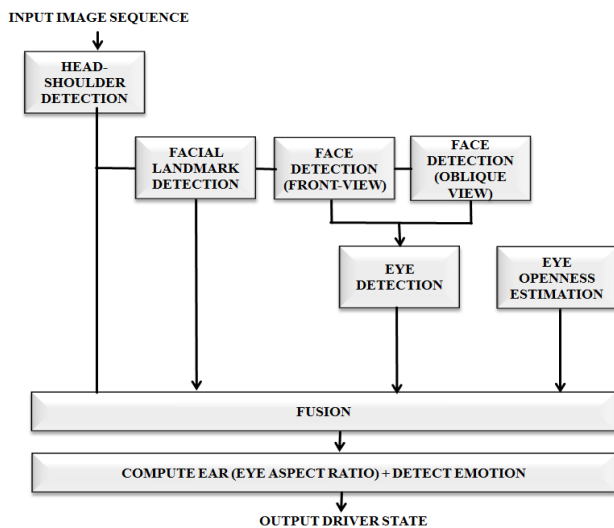 INPUT IMAGE SEQUENCE
HEAD-
SHOULDER
DETECTION
FACIAL
LANDMARK
DETECTION
FACE
DETECTION
(FRONT-VIEW)
FACE
DETECTION
(OBLIQUE
VIEW)
EYE
DETECTION
EYE
OPENNESS
ESTIMATION
FUSION
COMPUTE EAR (EYE ASPECT RATIO) + DETECT EMOTION
OUTPUT DRIVER STATE